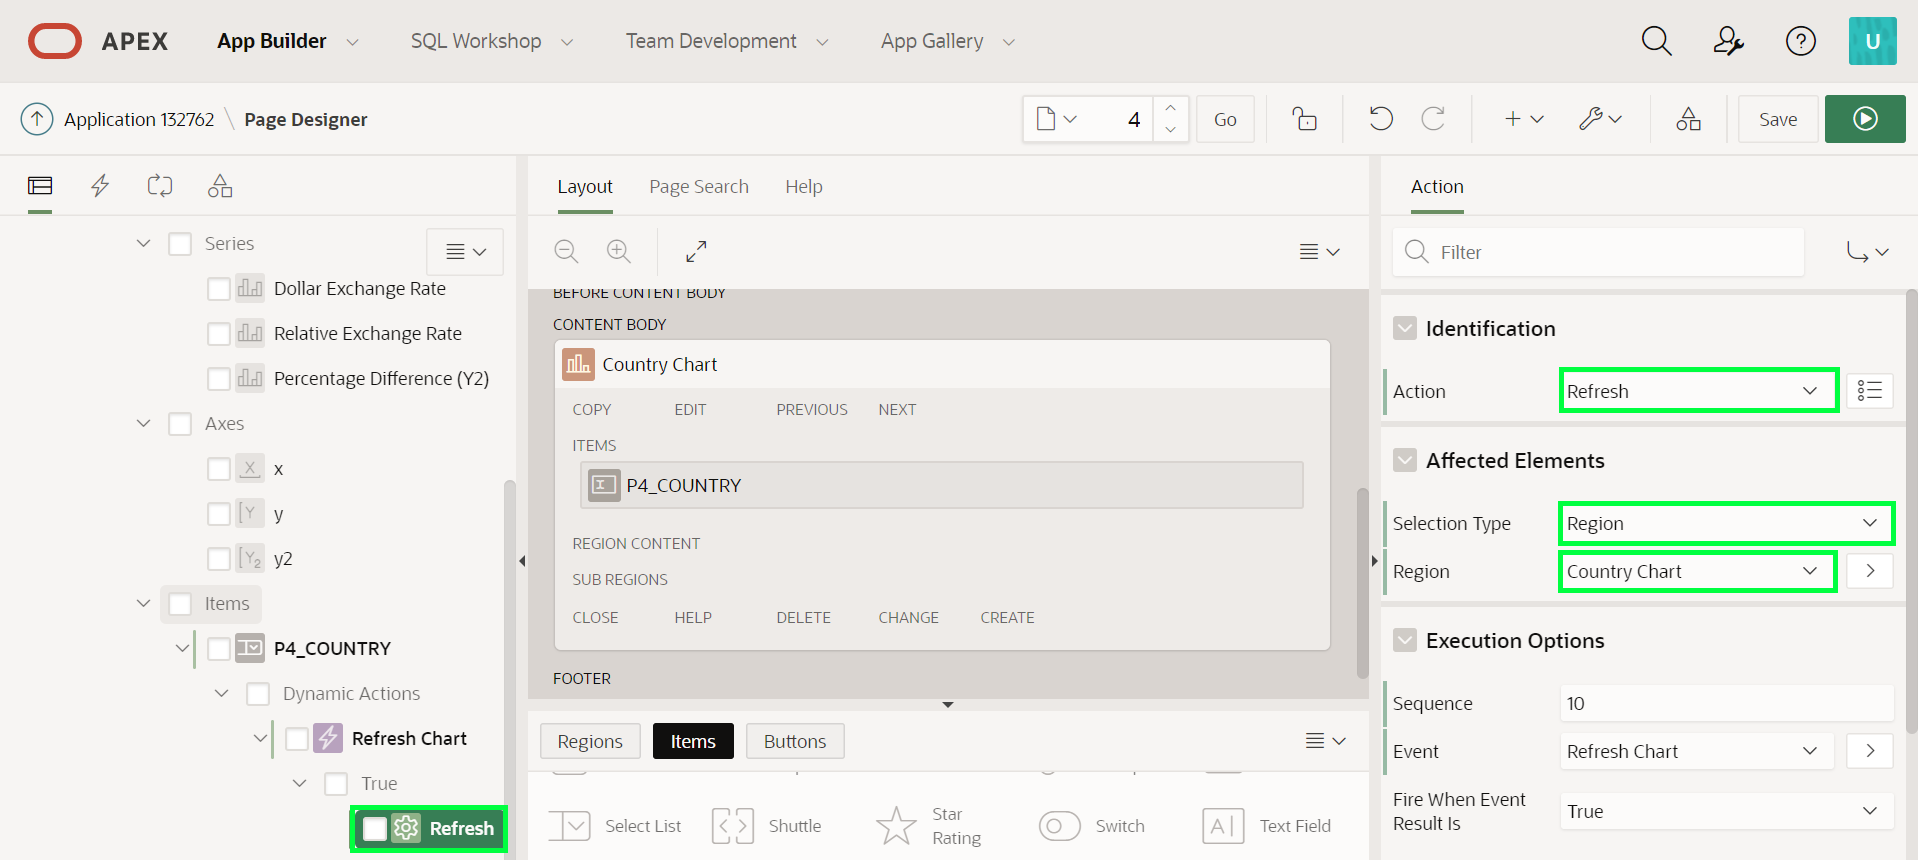 APEX App Builder SQL Workshop Team Development App Gallery U
Application 132762 \ Page Designer 4 Go Save
Layout Page Search Help
Action
Series
Dollar Exchange Rate
Relative Exchange Rate
Percentage Difference (Y2)
Axes
x
y
y2
Items
P4_COUNTRY
Dynamic Actions
Refresh Chart
True
Refresh
BEFORE CONTENT BODY
CONTENT BODY
Country Chart
COPY EDIT PREVIOUS NEXT
ITEMS
P4_COUNTRY
REGION CONTENT
SUB REGIONS
CLOSE HELP DELETE CHANGE CREATE
FOOTER
Regions Items Buttons
Select List Shuttle Star Rating Switch Text Field
Filter
Identification
Action Refresh
Affected Elements
Selection Type Region
Region Country Chart
Execution Options
Sequence 10
Event Refresh Chart
Fire When Event
Result Is True